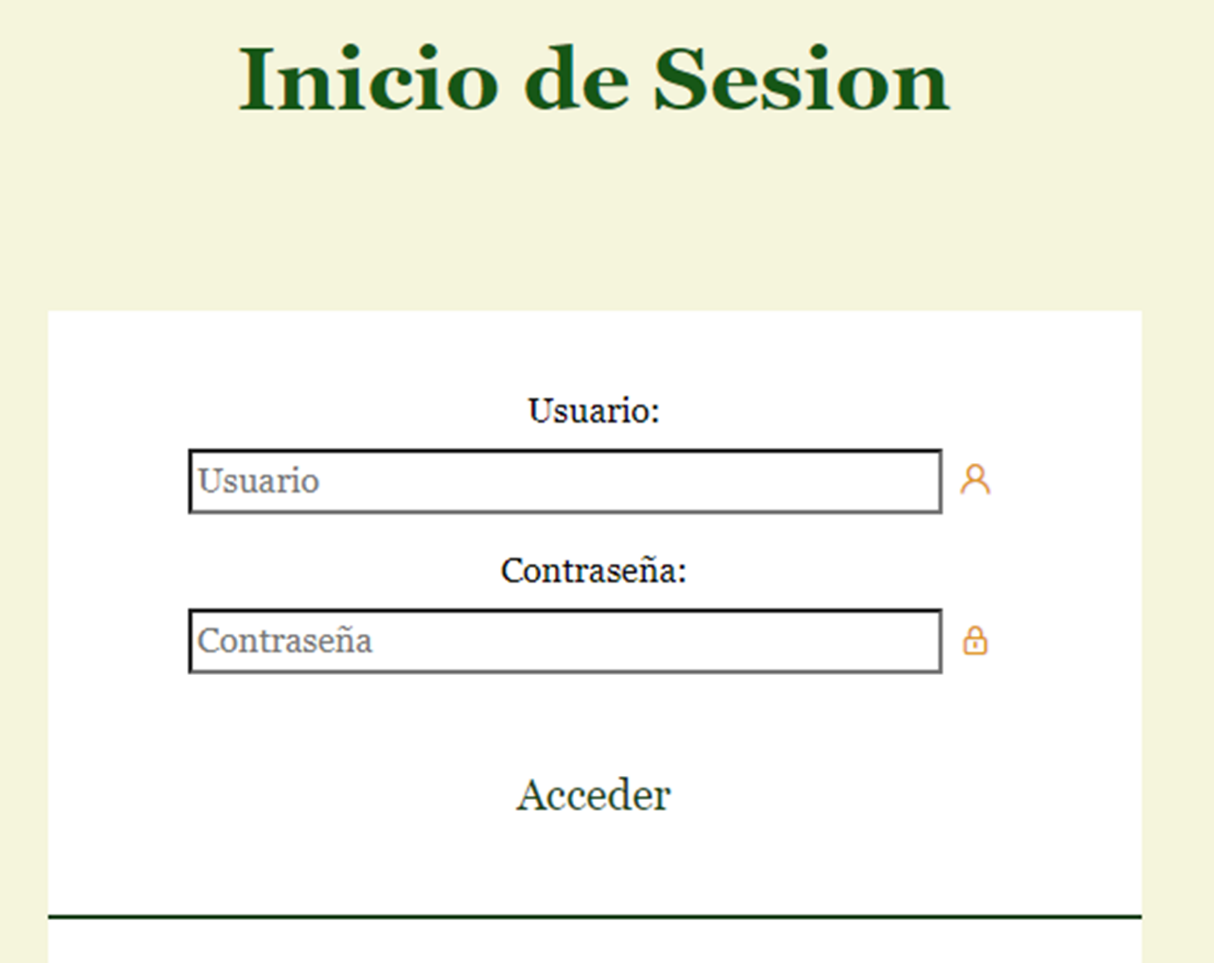 Inicio de Sesion
Usuario:
Usuario
Contraseña:
Contraseña
Acceder